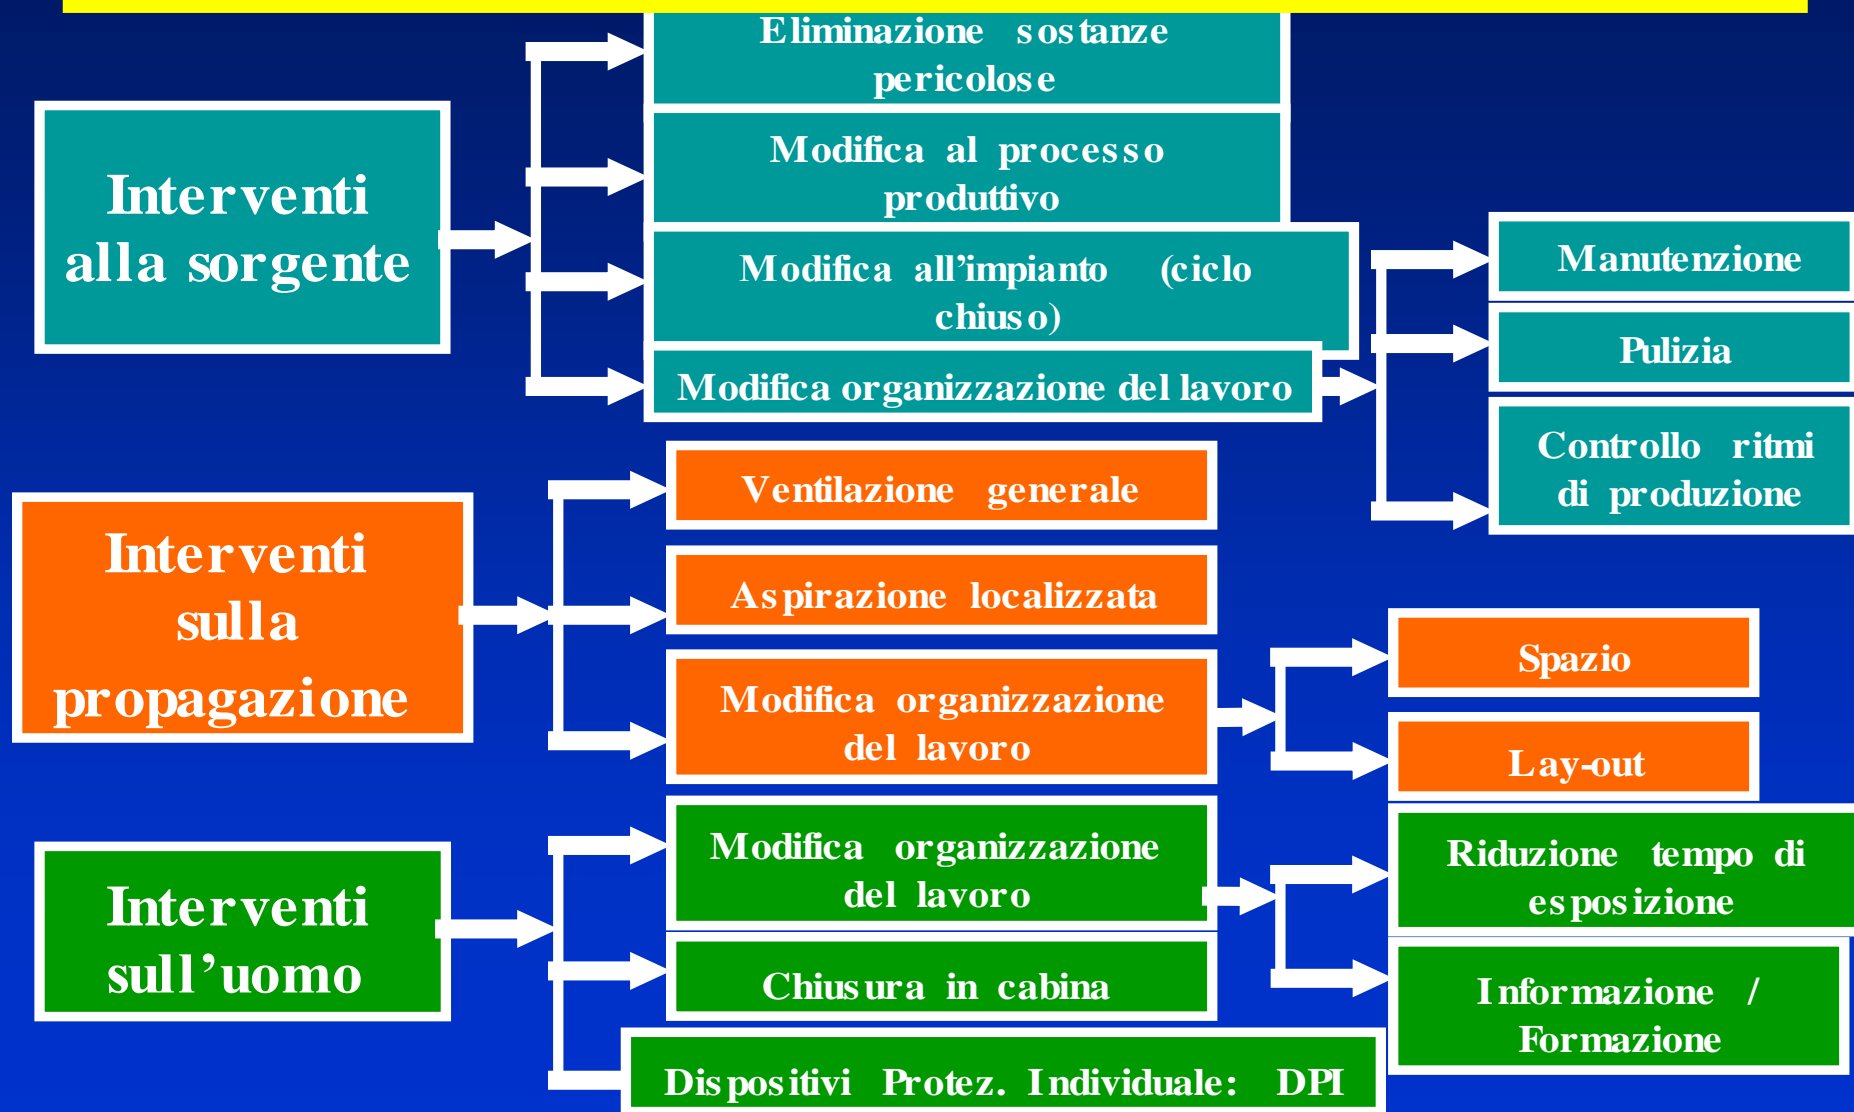 Eliminazione sostanze
pericolose
Modifica al processo
produttivo
Interventi
alla sorgente
Modifica all’impianto (ciclo
chiuso)
Modifica organizzazione del lavoro
Manutenzione
Pulizia
Controllo ritmi
di produzione
Interventi
sulla
propagazione
Ventilazione generale
Aspirazione localizzata
Modifica organizzazione
del lavoro
Spazio
Lay-out
Interventi
sull’uomo
Modifica organizzazione
del lavoro
Chiusura in cabina
Dispositivi Protez. Individuale: DPI
Riduzione tempo di
esposizione
Informazione /
Formazione